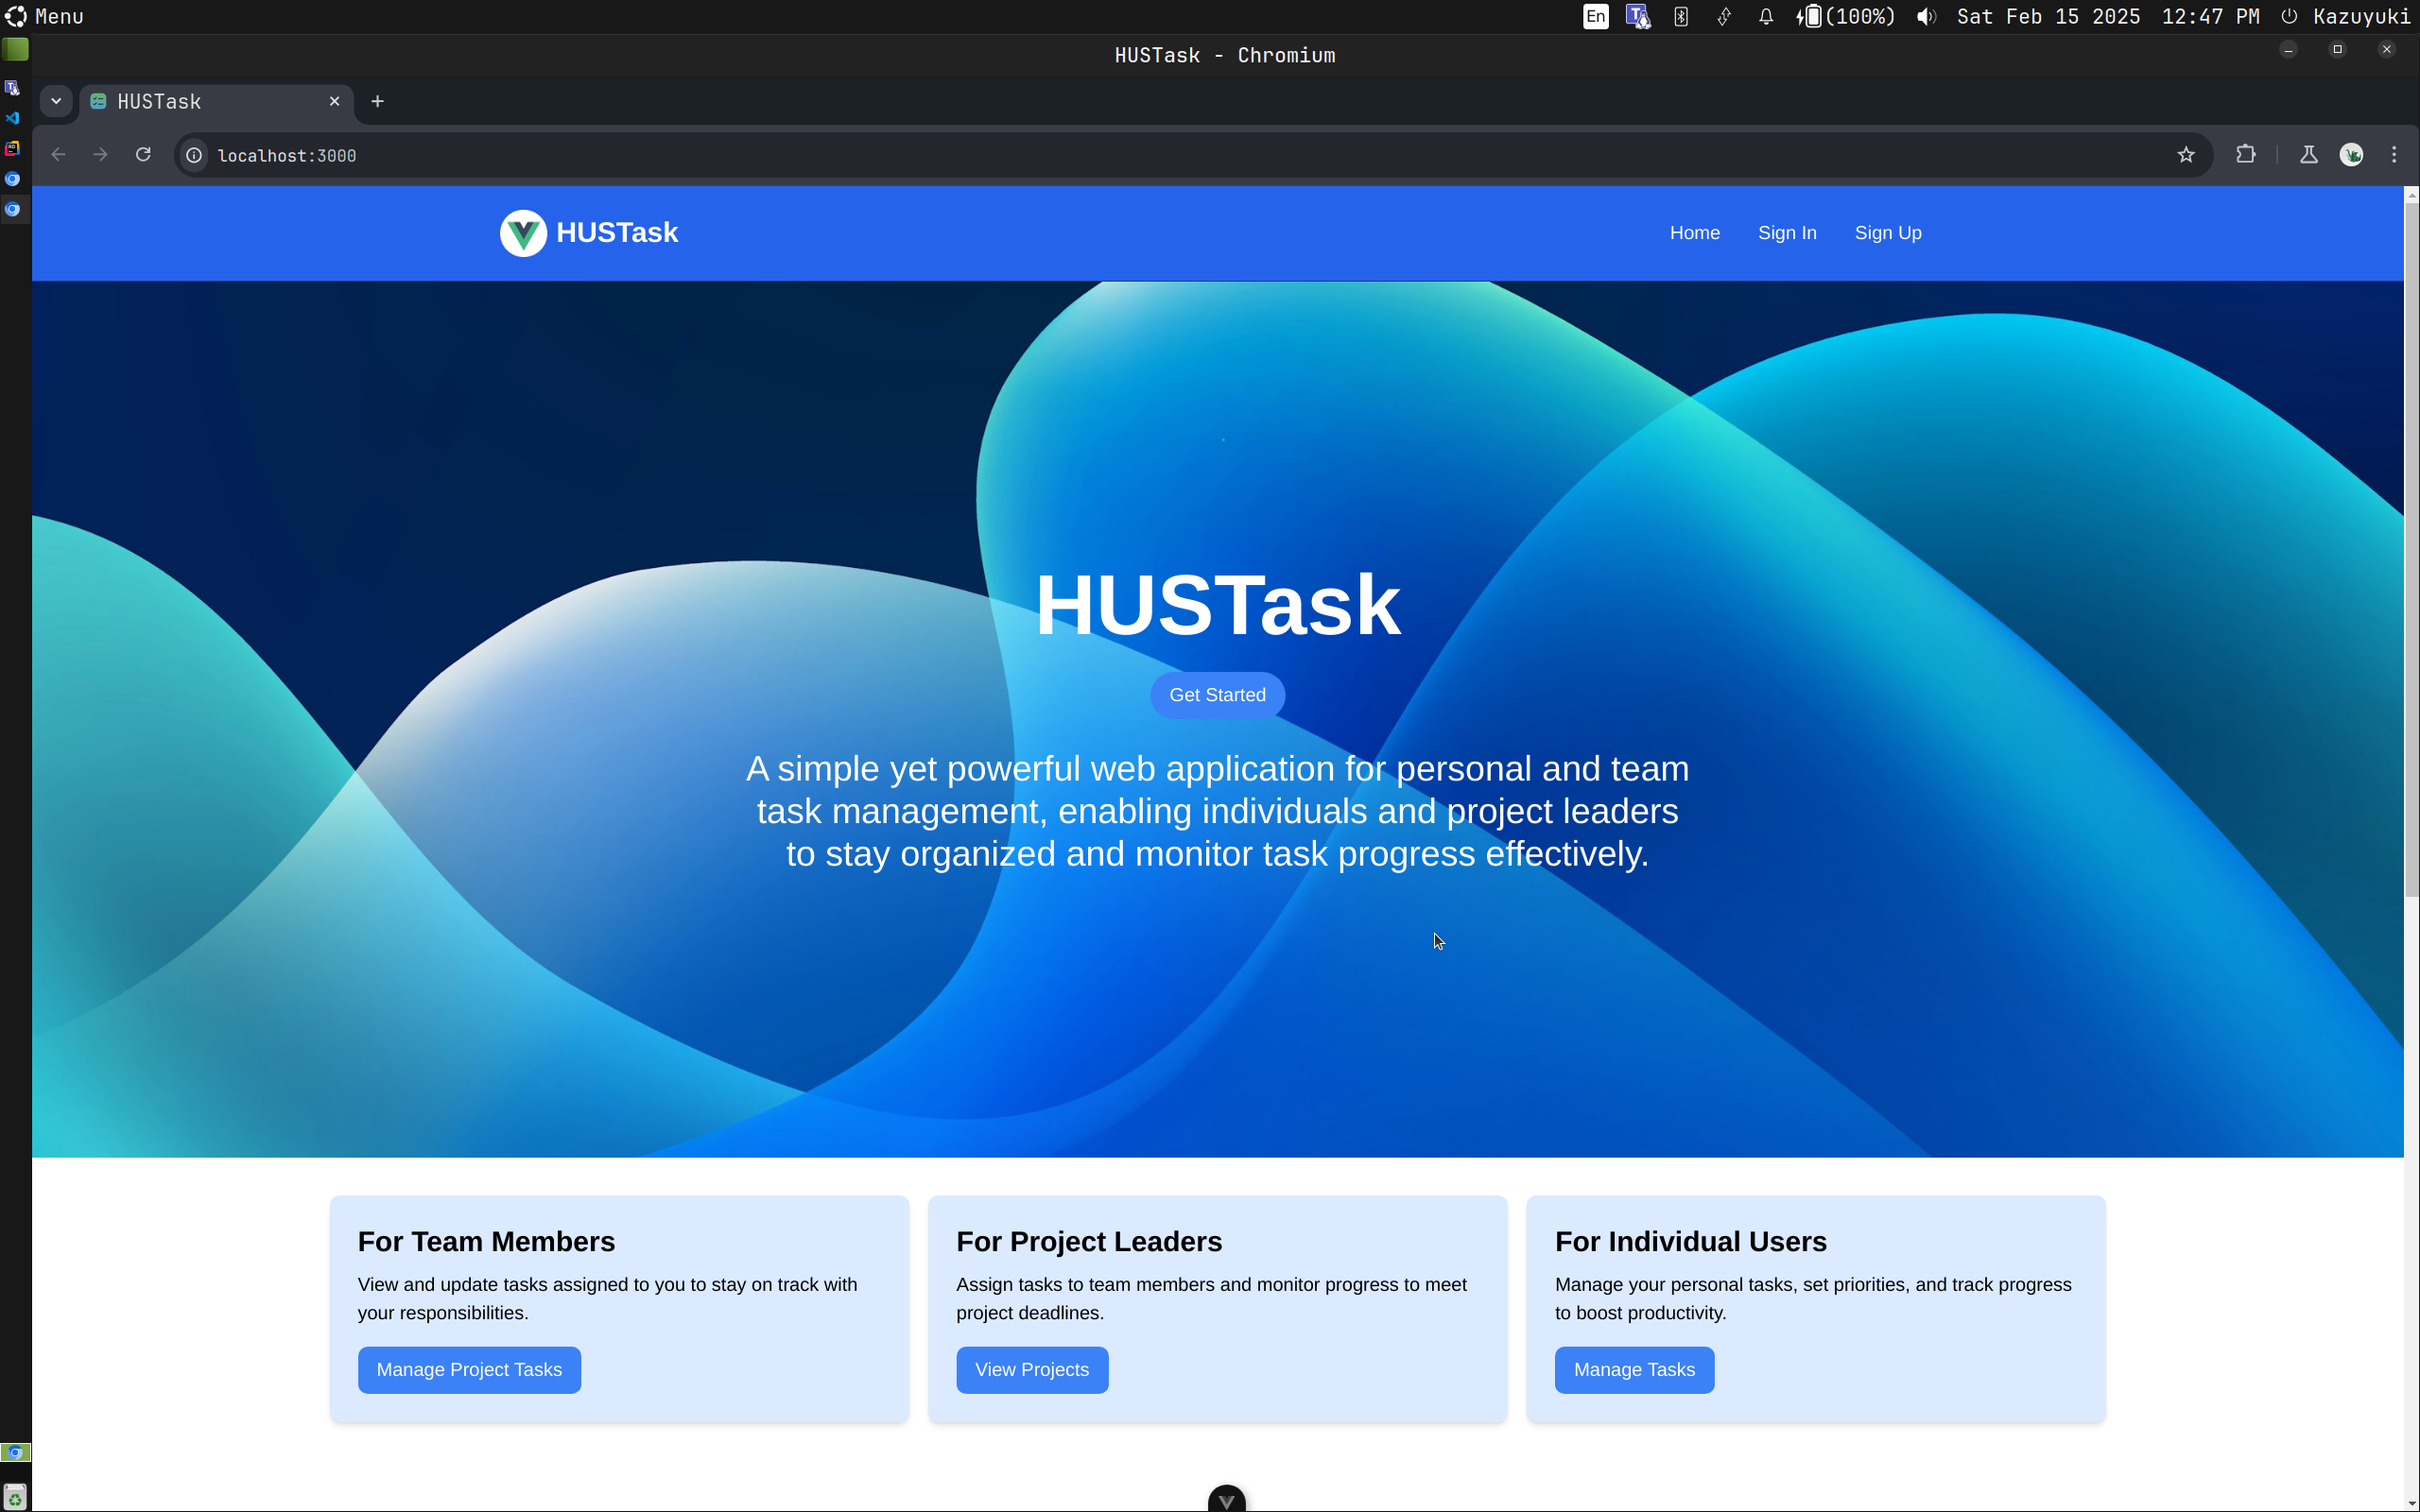 Menu
En
(100%)
Sat Feb 15 2025
12:47 PM
Kazuyuki
HUSTask - Chromium
HUSTask
localhost:3000
HUSTask
Home
Sign In
Sign Up
HUSTask
Get Started
A simple yet powerful web application for personal and team
task management, enabling individuals and project leaders
to stay organized and monitor task progress effectively.
For Team Members
View and update tasks assigned to you to stay on track with
your responsibilities.
Manage Project Tasks
For Project Leaders
Assign tasks to team members and monitor progress to meet
project deadlines.
View Projects
For Individual Users
Manage your personal tasks, set priorities, and track progress
to boost productivity.
Manage Tasks